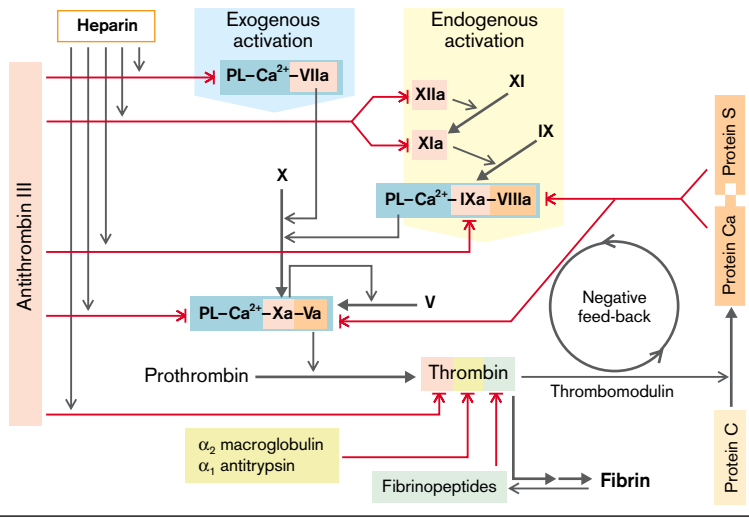 Heparin
Exogenous
activation
Endogenous
activation
PL–Ca²⁺–VIIa
XIIa
XI
XIa
IX
X
PL–Ca²⁺–IXa–VIIIa
Antithrombin III
Protein S
Protein Ca
PL–Ca²⁺–Xa–Va
V
Negative
feed-back
Prothrombin
Thrombin
Thrombomodulin
α₂ macroglobulin
α₁ antitrypsin
Fibrinopeptides
Fibrin
Protein C